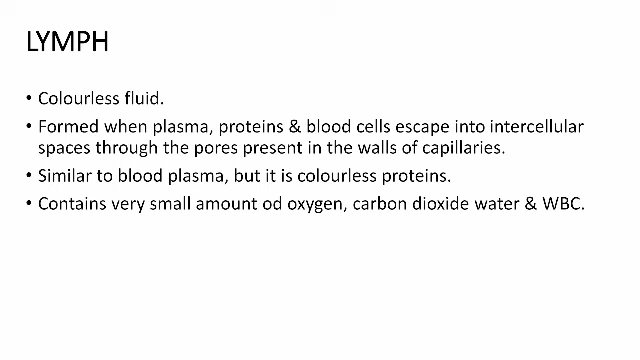 LYMPH
• Colourless fluid.
• Formed when plasma, proteins & blood cells escape into intercellular
spaces through the pores present in the walls of capillaries.
• Similar to blood plasma, but it is colourless proteins.
• Contains very small amount od oxygen, carbon dioxide water & WBC.